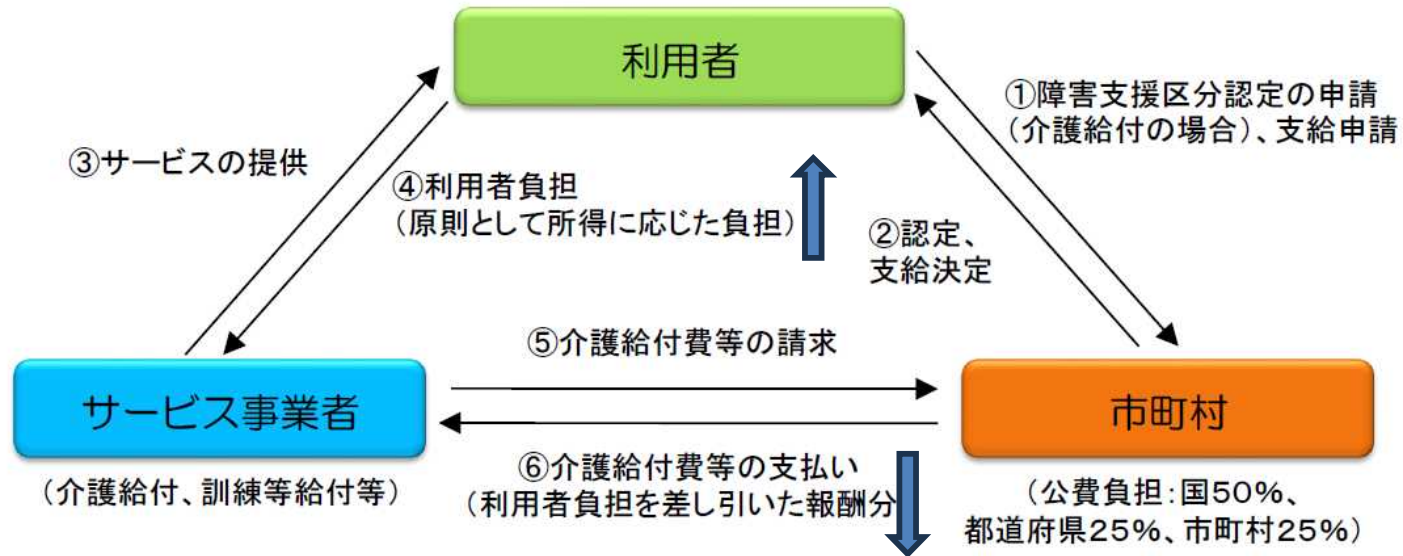 利用者
①障害支援区分認定の申請
（介護給付の場合）、支給申請
③サービスの提供
④利用者負担
（原則として所得に応じた負担）
②認定、
支給決定
⑤介護給付費等の請求
サービス事業者
市町村
⑥介護給付費等の支払い
（利用者負担を差し引いた報酬分
（介護給付、訓練等給付等）
（公費負担：国50％、
都道府県25％、市町村25％）